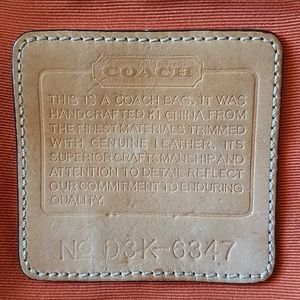 COACH
THIS IS A COACH BAG. IT WAS
HANDCRAFTED IN CHINA FROM
THE FINEST MATERIALS TRIMMED
WITH GENUINE LEATHER. ITS
SUPERIOR CRAFTSMANSHIP AND
ATTENTION TO DETAIL REFLECT
OUR COMMITMENT TO ENDURING
QUALITY.
No D3K-6347